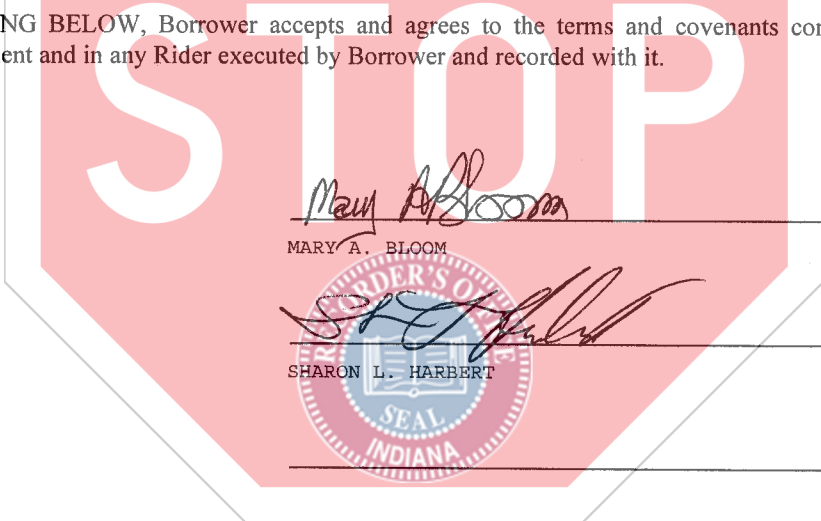 NG BELOW, Borrower accepts and agrees to the terms and covenants con
ent and in any Rider executed by Borrower and recorded with it.
STOP
Mary A Bloom
MARY A. BLOOM
RECORDER'S OFFICE
SHARON L. HARBERT
SEAL
INDIANA